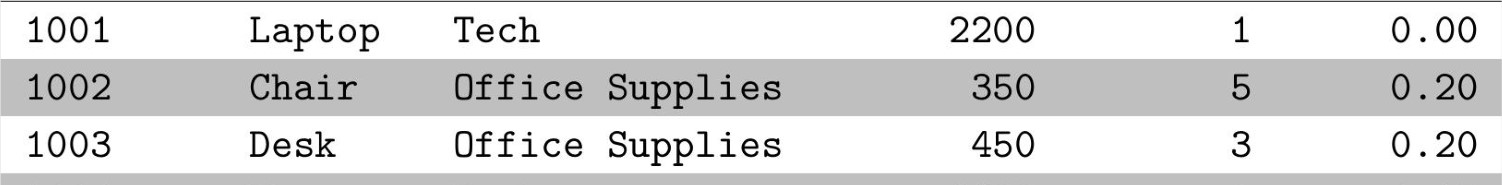 1001 Laptop Tech 2200 1 0.00
1002 Chair Office Supplies 350 5 0.20
1003 Desk Office Supplies 450 3 0.20